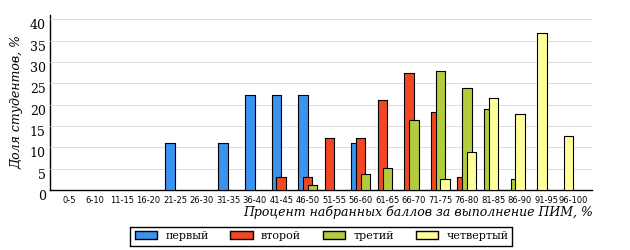 Доля студентов, %
40
35
30
25
20
15
10
5
0
0-5 6-10 11-15 16-20 21-25 26-30 31-35 36-40 41-45 46-50 51-55 56-60 61-65 66-70 71-75 76-80 81-85 86-90 91-95 96-100
Процент набранных баллов за выполнение ПИМ, %
первый второй третий четвертый